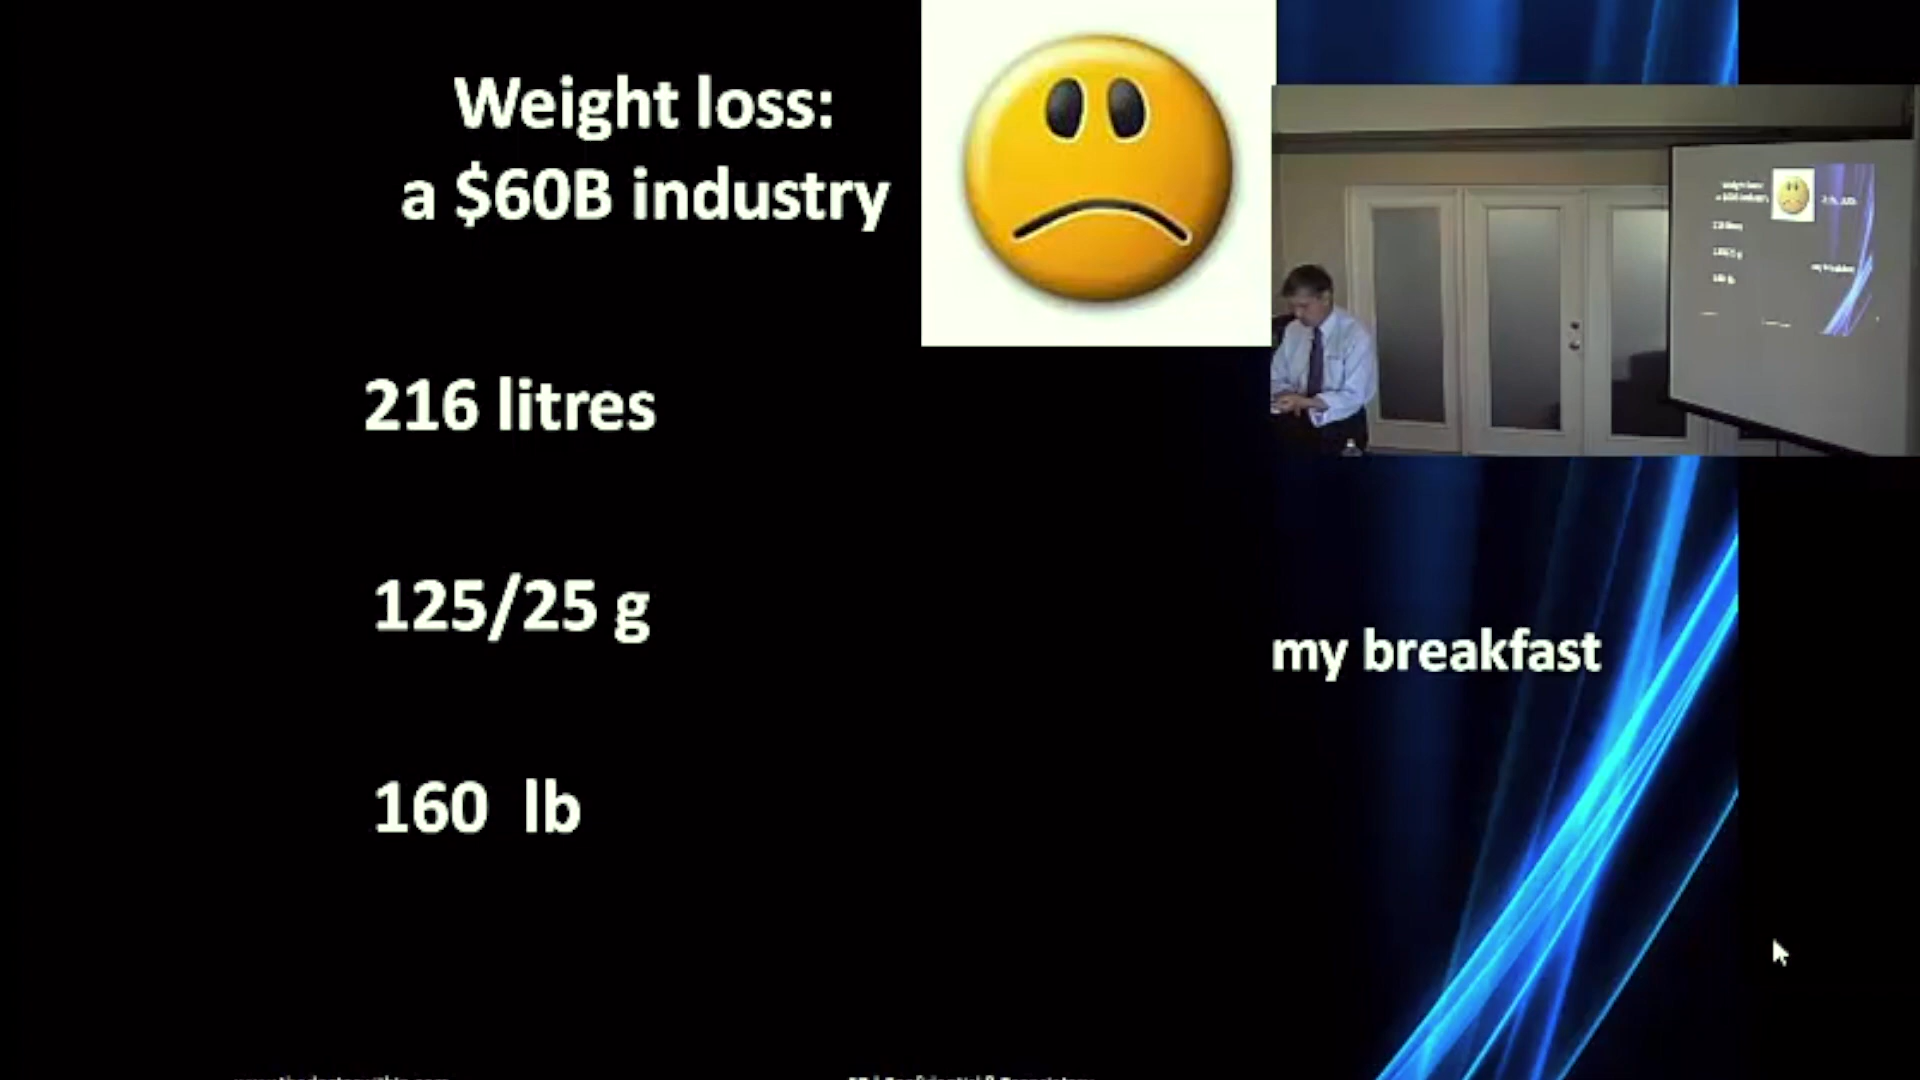 Weight loss:
a $60B industry
216 litres
125/25 g
my breakfast
160 lb